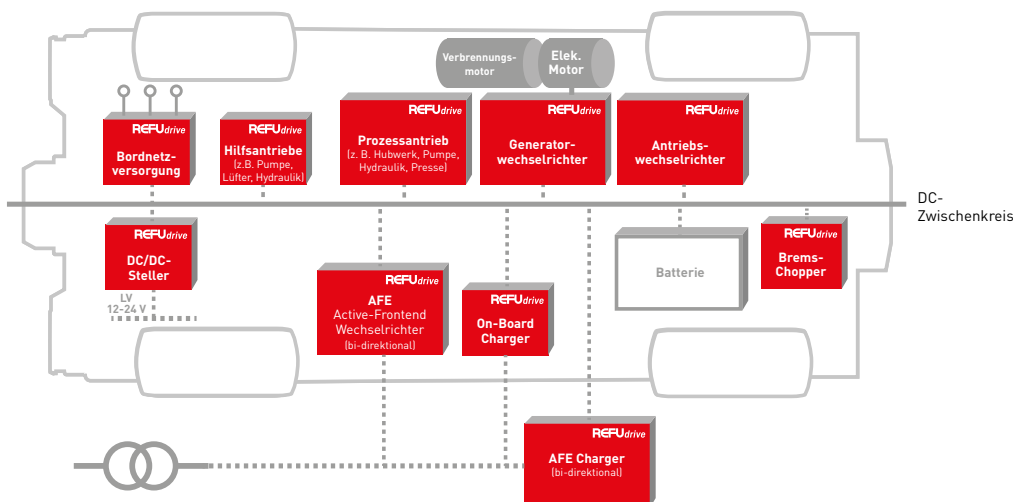 Verbrennungs-
motor
Elek.
Motor
REFUdrive
Bordnetz-
versorgung
REFUdrive
Hilfsantriebe
(z.B. Pumpe,
Lüfter, Hydraulik)
REFUdrive
Prozessantrieb
(z. B. Hubwerk, Pumpe,
Hydraulik, Presse)
REFUdrive
Generator-
wechselrichter
REFUdrive
Antriebs-
wechselrichter
DC-
Zwischenkreis
REFUdrive
DC/DC-
Steller
LV
12-24 V
REFUdrive
AFE
Active-Frontend
Wechselrichter
(bi-direktional)
REFUdrive
On-Board
Charger
Batterie
REFUdrive
Brems-
Chopper
REFUdrive
AFE Charger
(bi-direktional)